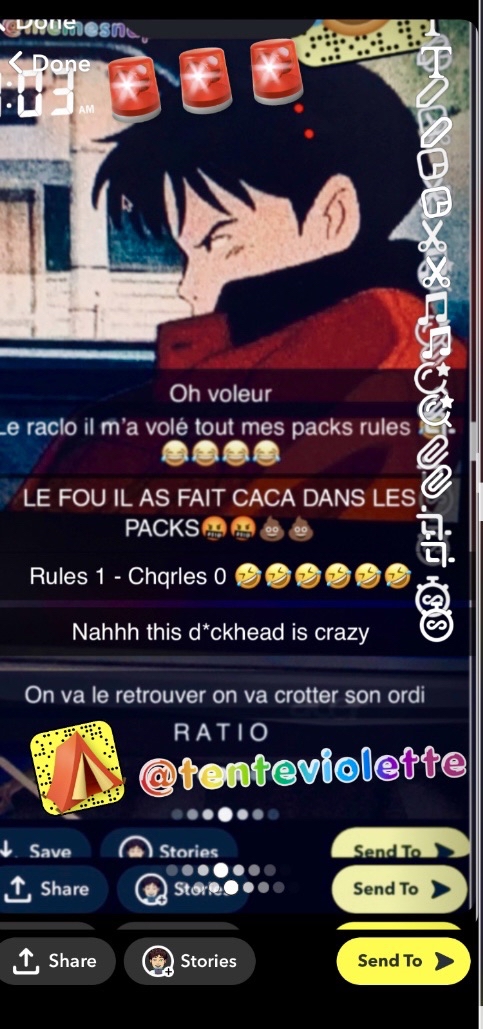 Done
Done
:03 AM
Oh voleur
Le raclo il m'a volé tout mes packs rules 😂
😂😂😂😂
LE FOU IL AS FAIT CACA DANS LES
PACKS🤬🤬💩💩
Rules 1 - Chqrles 0 🤣🤣🤣🤣🤣🤣
Nahhh this d*ckhead is crazy
On va le retrouver on va crotter son ordi
RATIO
@tenteviolette
Save Stories Send To
Share Stories Send To
Share Stories Send To